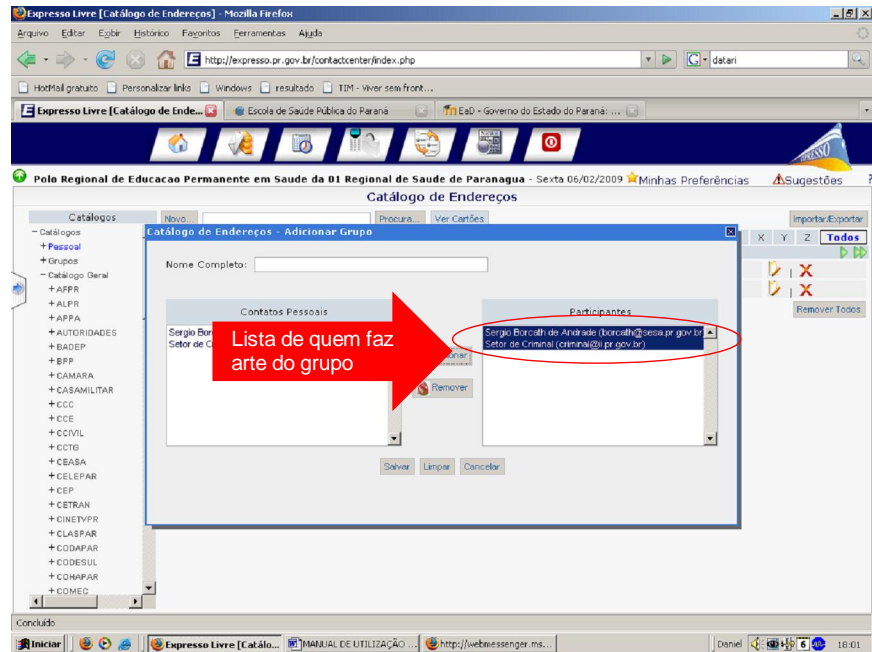 Expresso Livre [Catálogo de Endereços] - Mozilla Firefox
Arquivo Editar Exibir Histórico Favoritos Ferramentas Ajuda
http://expresso.pr.gov.br/contactcenter/index.php
datari
HotMail gratuito Personalizar links Windows resultado TIM - Viver sem front...
Expresso Livre [Catálogo de Ende... Escola de Saúde Pública do Paraná EaD - Governo do Estado do Paraná: ...
Polo Regional de Educacao Permanente em Saude da 01 Regional de Saude de Paranagua - Sexta 06/02/2009 Minhas Preferências Sugestões ?
Catálogo de Endereços
Catálogos Novo... Procura... Ver Cartões Importar/Exportar
- Catálogos
+ Pessoal
+ Grupos
- Catálogo Geral
+ AFPR
+ ALPR
+ APPA
+ AUTORIDADES
+ BADEP
+ BPP
+ CAMARA
+ CASAMILITAR
+ CCC
+ CCE
+ CCIVIL
+ CCTG
+ CEASA
+ CELEPAR
+ CEP
+ CETRAN
+ CINETVPR
+ CLASPAR
+ CODAPAR
+ CODESUL
+ COHAPAR
+ COMEC
X Y Z Todos
|
|
Remover Todos
Catálogo de Endereços - Adicionar Grupo
Nome Completo:
Contatos Pessoais
Sergio Bor
Setor de C
Lista de quem faz
arte do grupo
onar
Remover
Participantes
Sergio Borcath de Andrade (borcath@sesa.pr.gov.br
Setor de Criminal (criminal@ii.pr.gov.br)
Salvar Limpar Cancelar
Concluído
Iniciar Expresso Livre [Catálo... MANUAL DE UTILIZAÇÃO ... http://webmessenger.ms... Daniel 6 18:01